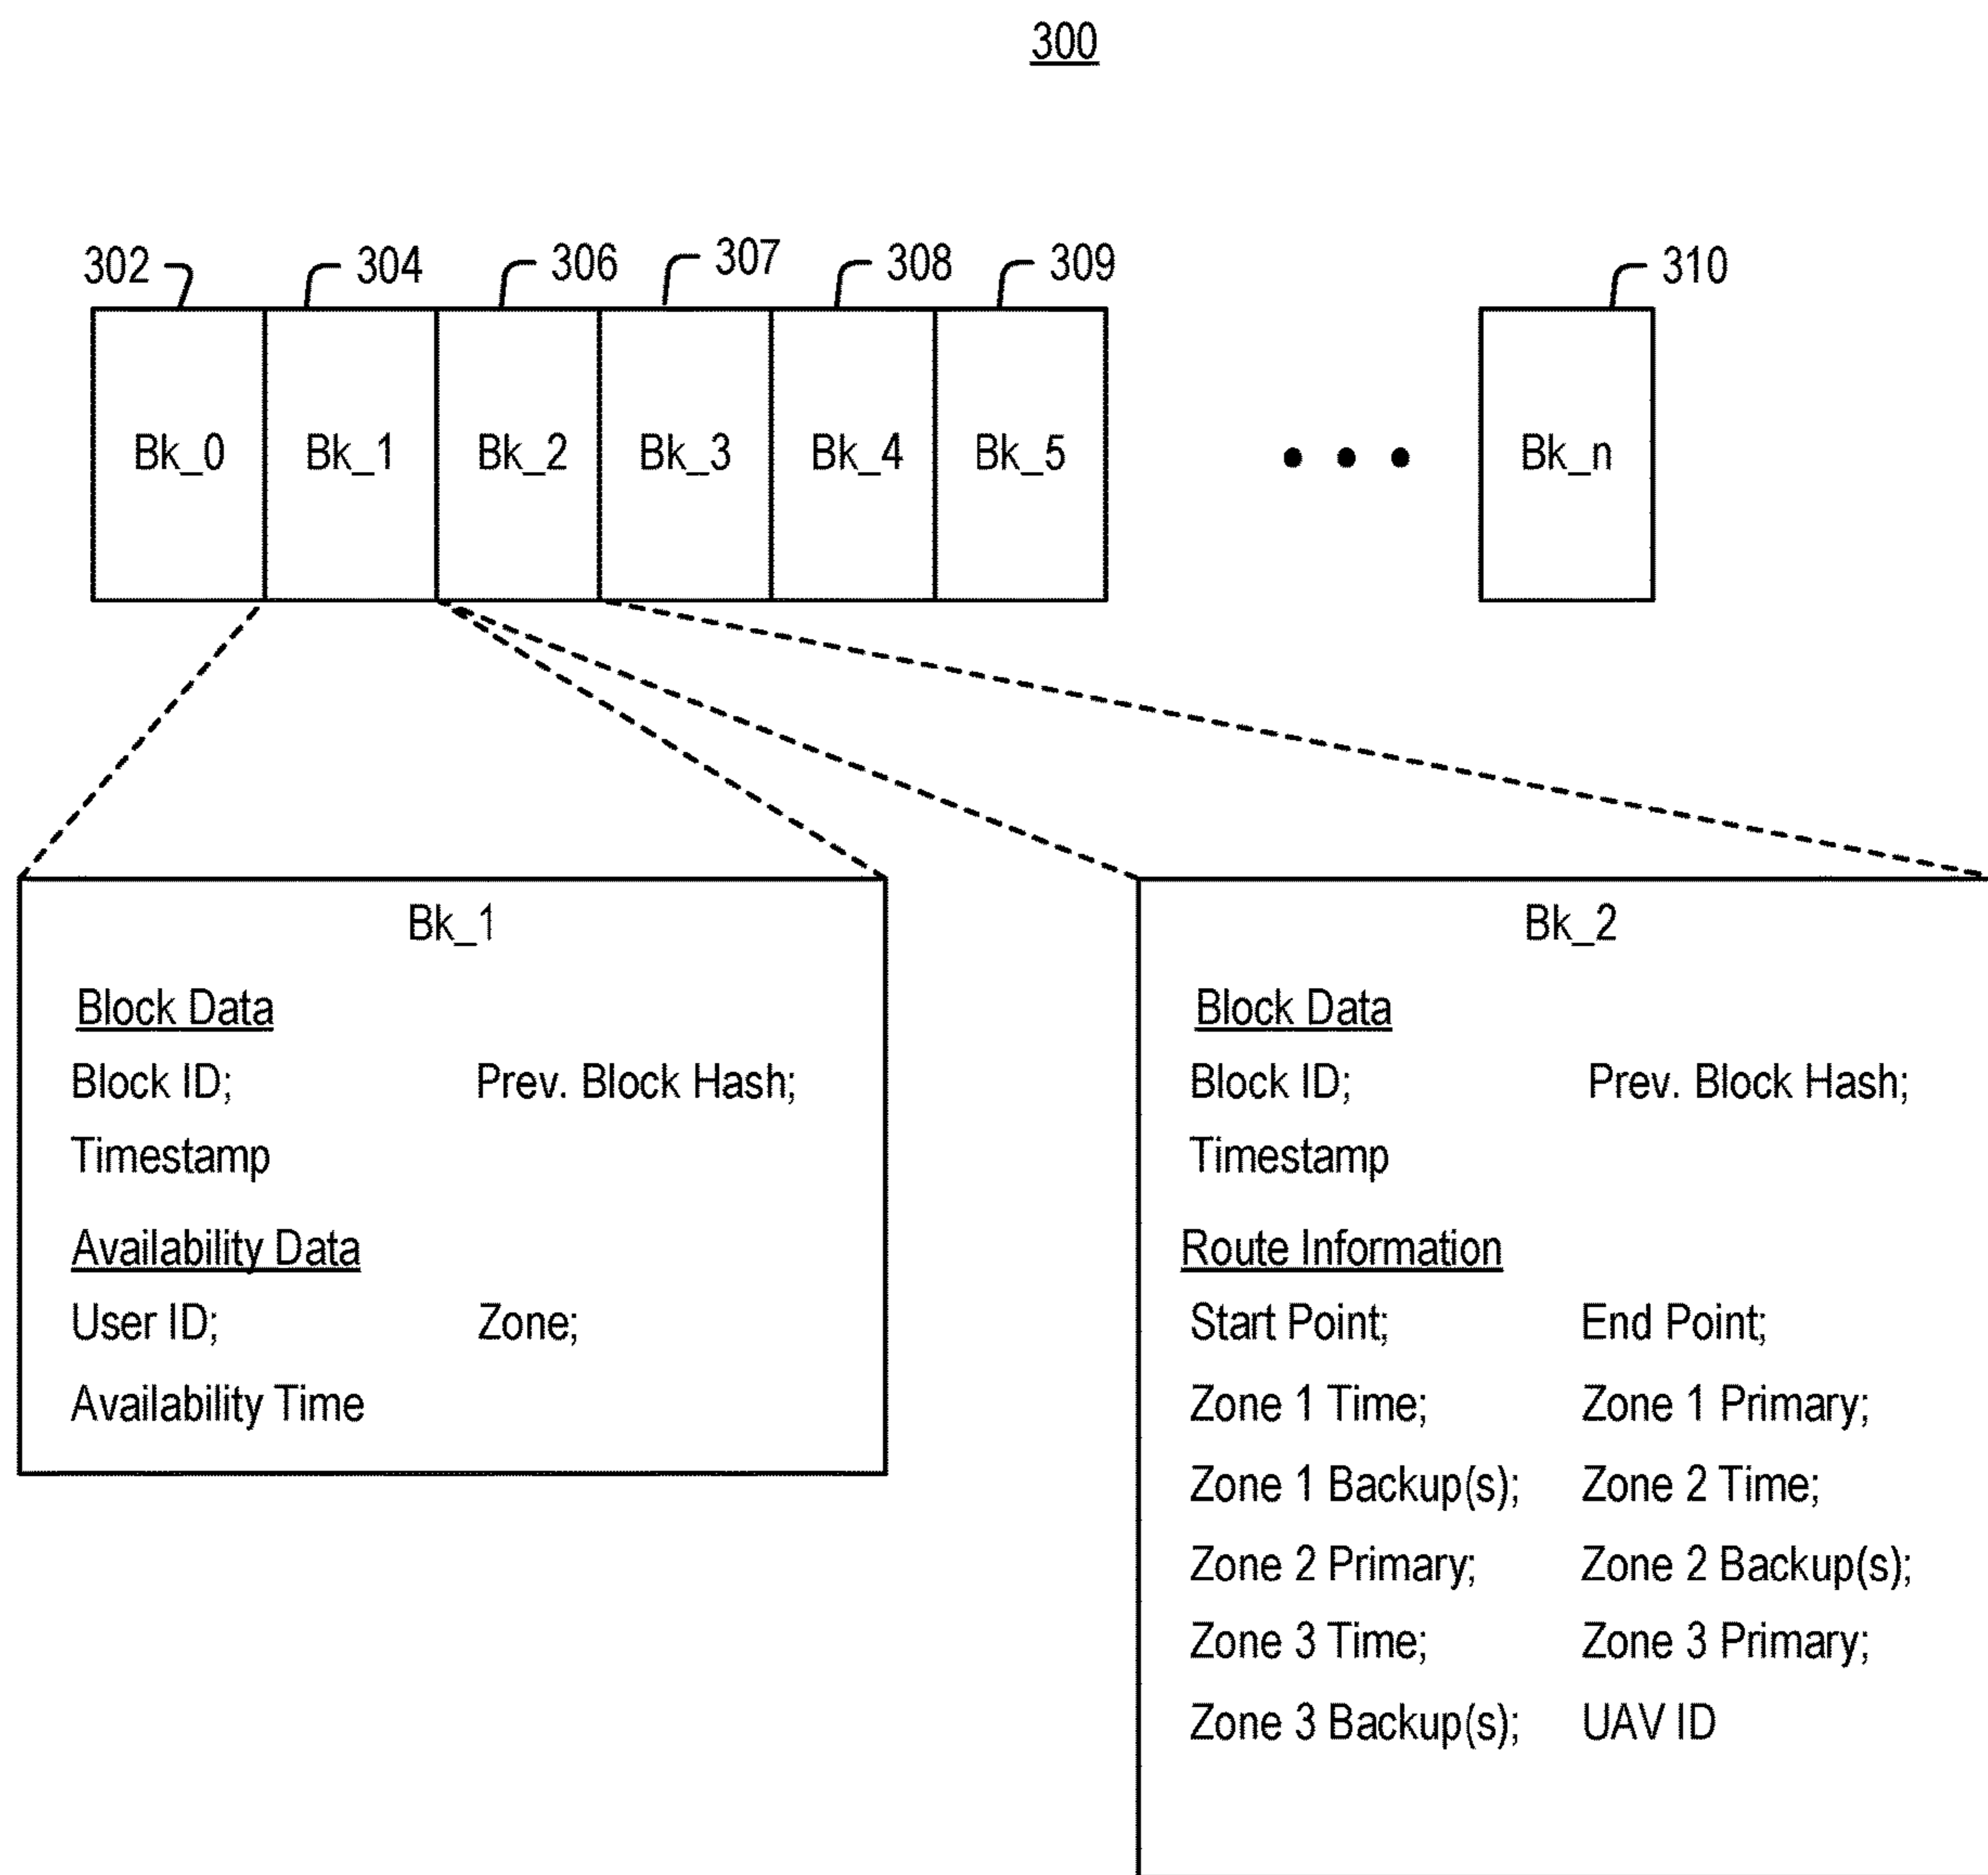 300
302 304 306 307 308 309 310
Bk_0 Bk_1 Bk_2 Bk_3 Bk_4 Bk_5 • • • Bk_n
Bk_1
Block Data
Block ID; Prev. Block Hash;
Timestamp
Availability Data
User ID; Zone;
Availability Time
Bk_2
Block Data
Block ID; Prev. Block Hash;
Timestamp
Route Information
Start Point; End Point;
Zone 1 Time; Zone 1 Primary;
Zone 1 Backup(s); Zone 2 Time;
Zone 2 Primary; Zone 2 Backup(s);
Zone 3 Time; Zone 3 Primary;
Zone 3 Backup(s); UAV ID